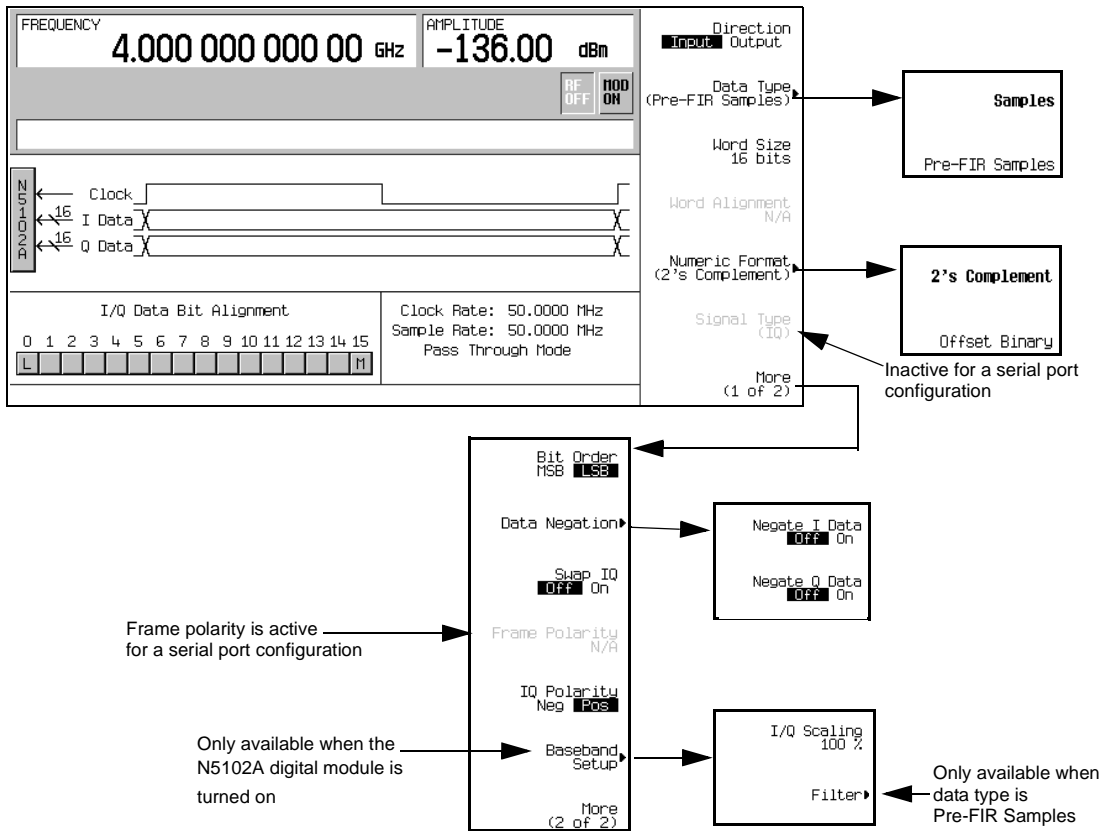 FREQUENCY
4.000 000 000 00 GHz
AMPLITUDE
-136.00 dBm
RF
OFF
MOD
ON
N5102A
Clock
16 I Data
16 Q Data
I/Q Data Bit Alignment
0 1 2 3 4 5 6 7 8 9 10 11 12 13 14 15
L M
Clock Rate: 50.0000 MHz
Sample Rate: 50.0000 MHz
Pass Through Mode
Direction
Input Output
Data Type
(Pre-FIR Samples)
Word Size
16 bits
Word Alignment
N/A
Numeric Format
(2's Complement)
Signal Type
(IQ)
More
(1 of 2)
Samples
Pre-FIR Samples
2's Complement
Offset Binary
Inactive for a serial port
configuration
Bit Order
MSB LSB
Data Negation
Swap IQ
Off On
Frame Polarity
N/A
IQ Polarity
Neg Pos
Baseband
Setup
More
(2 of 2)
Negate I Data
Off On
Negate Q Data
Off On
Frame polarity is active
for a serial port configuration
Only available when the
N5102A digital module is
turned on
I/Q Scaling
100 %
Filter
Only available when
data type is
Pre-FIR Samples